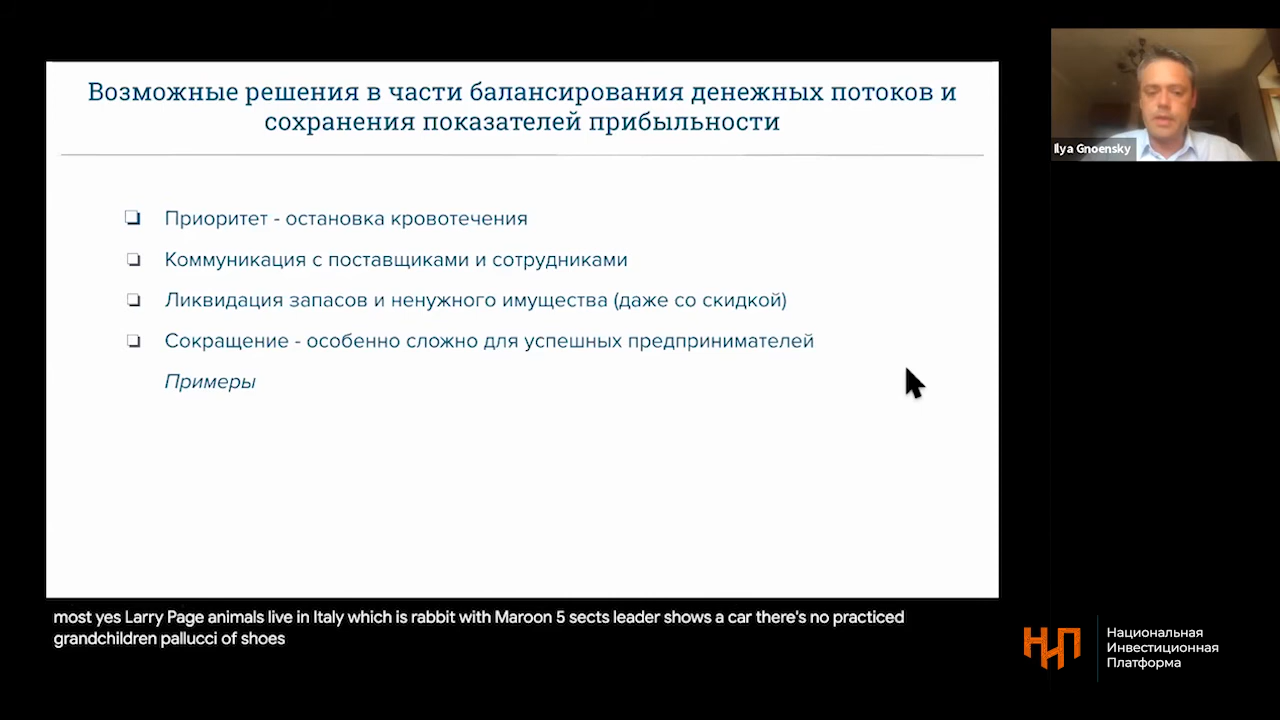 Возможные решения в части балансирования денежных потоков и
сохранения показателей прибыльности
Приоритет - остановка кровотечения
Коммуникация с поставщиками и сотрудниками
Ликвидация запасов и ненужного имущества (даже со скидкой)
Сокращение - особенно сложно для успешных предпринимателей
Примеры
Ilya Gnoensky
most yes Larry Page animals live in Italy which is rabbit with Maroon 5 sects leader shows a car there's no practiced
grandchildren pallucci of shoes
НИП
Национальная
Инвестиционная
Платформа